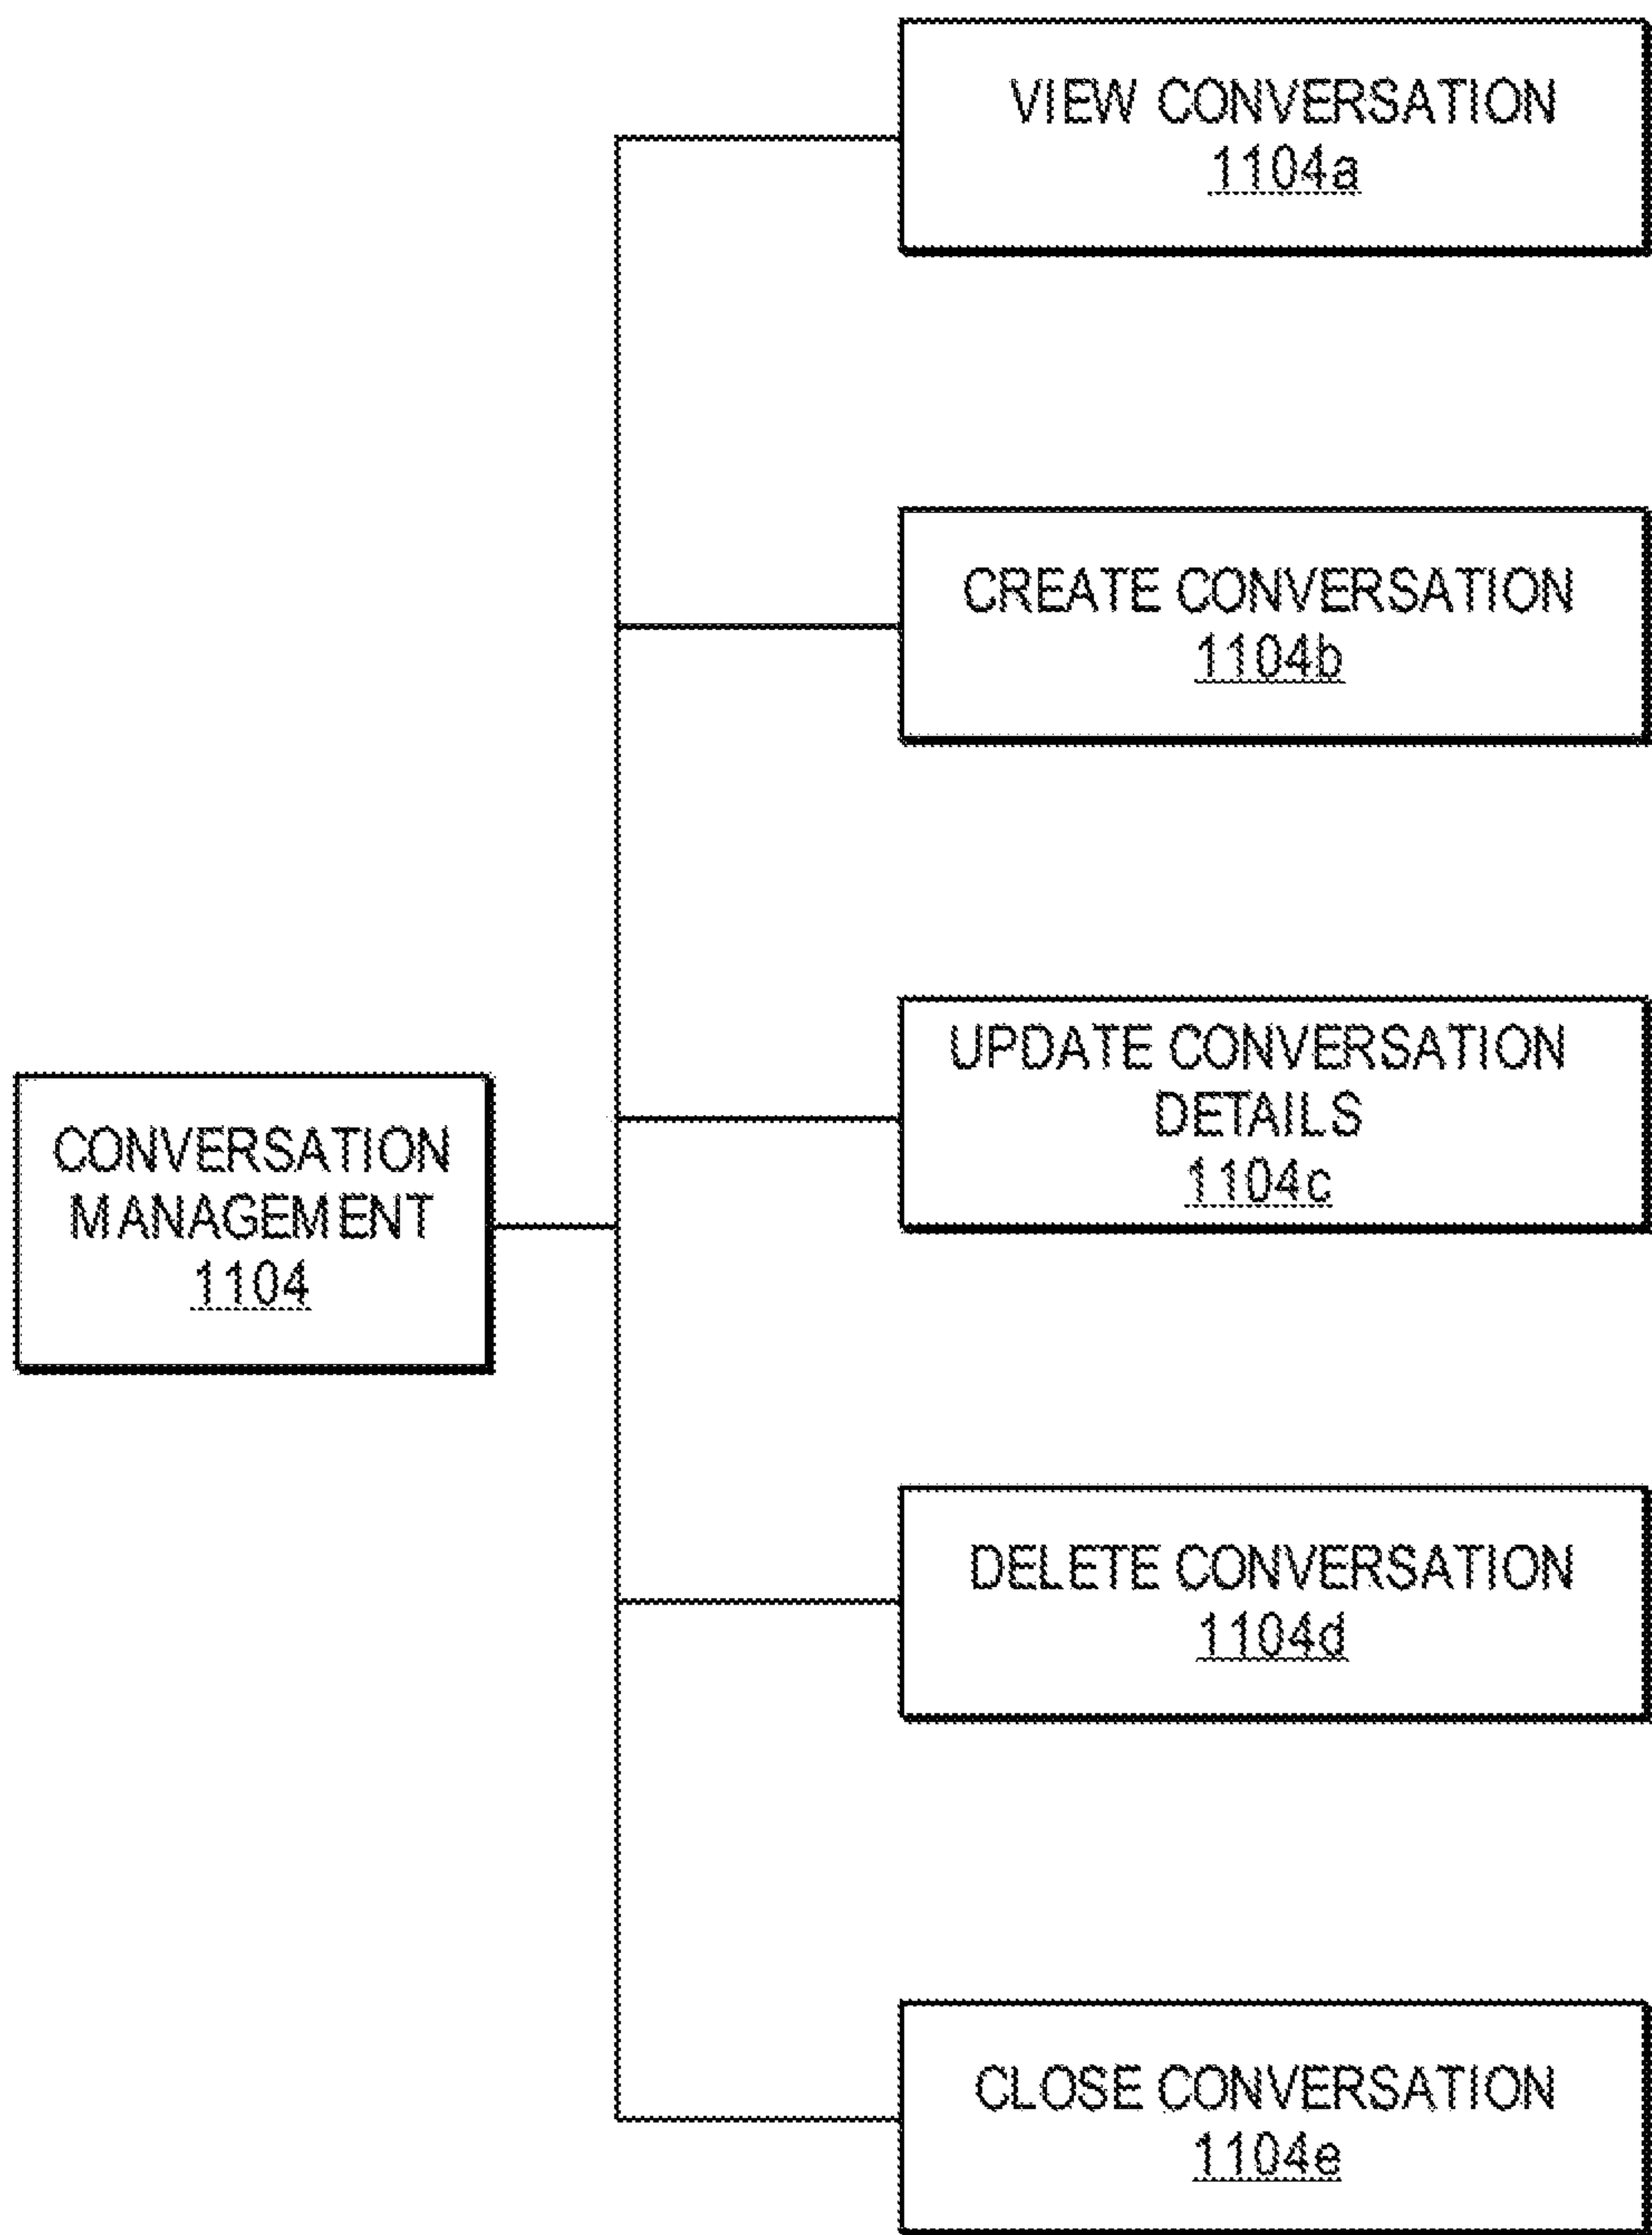 VIEW CONVERSATION
1104a
CREATE CONVERSATION
1104b
UPDATE CONVERSATION
DETAILS
1104c
CONVERSATION
MANAGEMENT
1104
DELETE CONVERSATION
1104d
CLOSE CONVERSATION
1104e